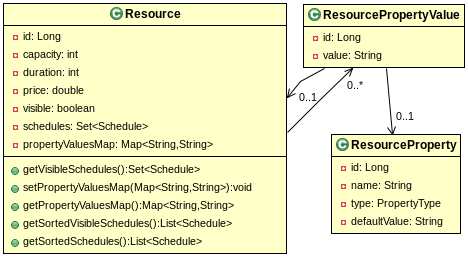 C Resource
id: Long
capacity: int
duration: int
price: double
visible: boolean
schedules: Set<Schedule>
propertyValuesMap: Map<String,String>
getVisibleSchedules():Set<Schedule>
setPropertyValuesMap(Map<String,String>):void
getPropertyValuesMap():Map<String,String>
getSortedVisibleSchedules():List<Schedule>
getSortedSchedules():List<Schedule>
C ResourcePropertyValue
id: Long
value: String
0..1
0..*
0..1
C ResourceProperty
id: Long
name: String
type: PropertyType
defaultValue: String